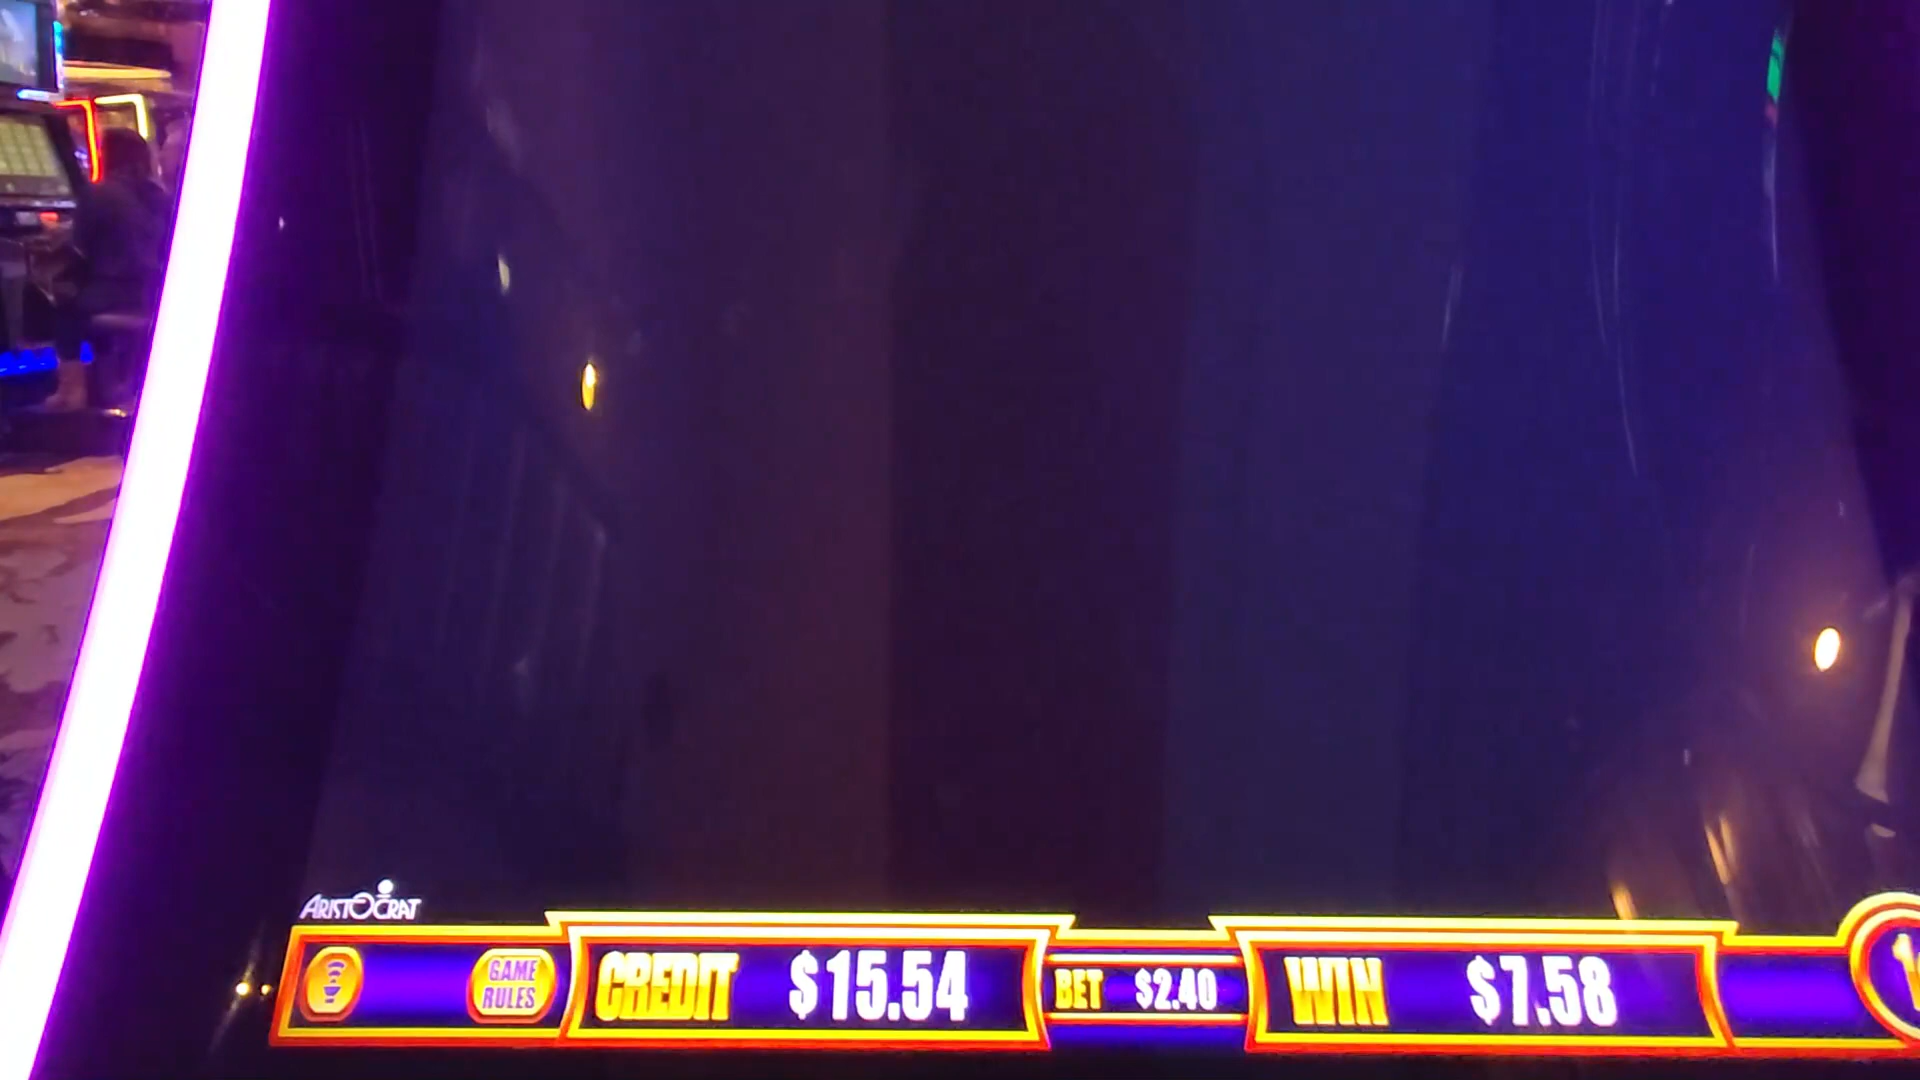 ARISTOCRAT
GAME RULES
CREDIT $15.54
BET $2.40
WIN $7.58